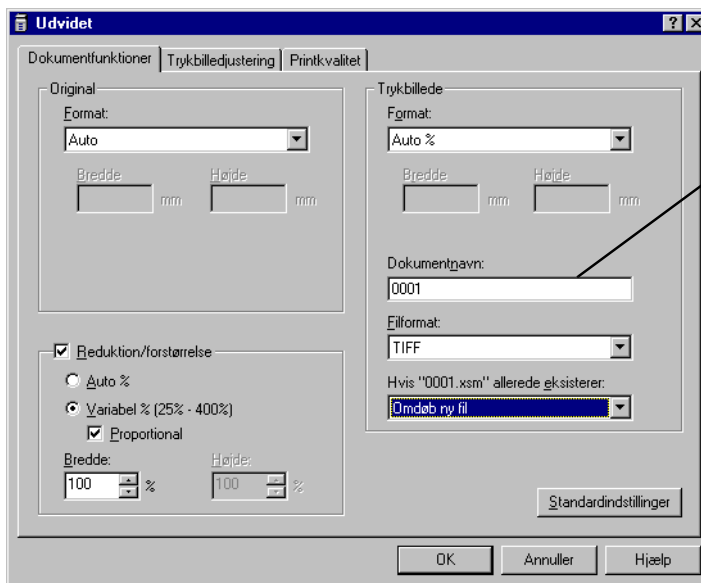 Udvidet
Dokumentfunktioner Trykbilledjustering Printkvalitet
Original
Format:
Auto
Bredde Højde
mm mm
Reduktion/forstørrelse
Auto %
Variabel % (25% - 400%)
Proportional
Bredde: Højde:
100 % 100 %
Trykbillede
Format:
Auto %
Bredde Højde
mm mm
Dokumentnavn:
0001
Filformat:
TIFF
Hvis "0001.xsm" allerede eksisterer:
Omdøb ny fil
Standardindstillinger
OK Annuller Hjælp